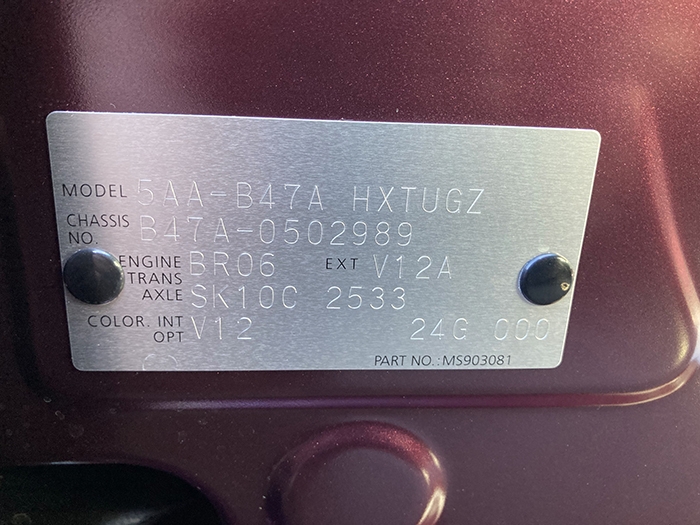 MODEL 5AA-B47A HXTUGZ
CHASSIS NO. B47A-0502989
ENGINE BR06 EXT V12A
TRANS AXLE SK10C 2533
COLOR. INT OPT V12 24G 000
PART NO.:MS903081